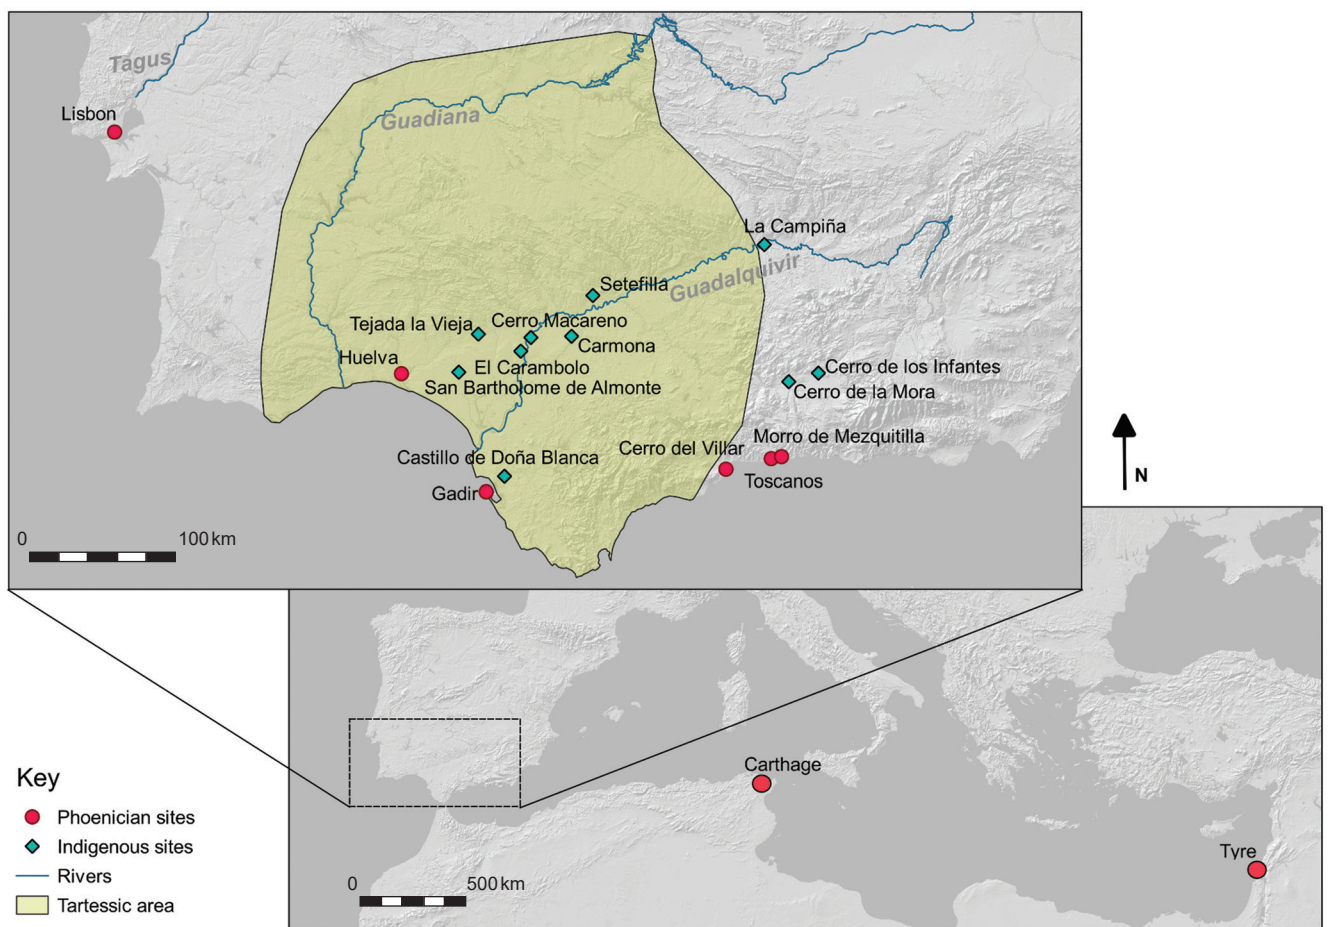 Tagus
Lisbon
Guadiana
La Campiña
Guadalquivir
Setefilla
Tejada la Vieja
Cerro Macareno
Carmona
Huelva
El Carambolo
San Bartholome de Almonte
Cerro de los Infantes
Cerro de la Mora
Morro de Mezquitilla
Cerro del Villar
Castillo de Doña Blanca
Toscanos
Gadir
N
0 100 km
Carthage
Tyre
0 500 km
Key
Phoenician sites
Indigenous sites
Rivers
Tartessic area